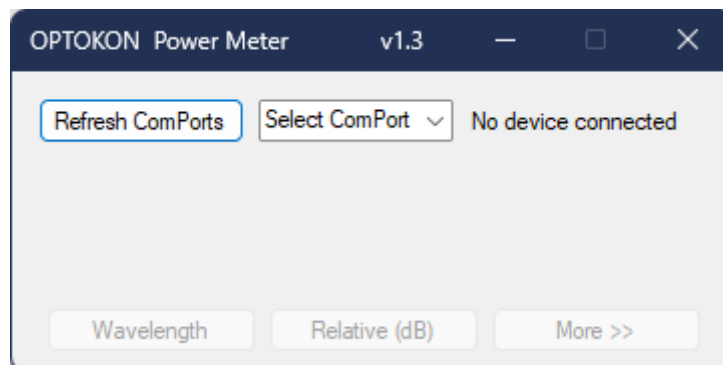 OPTOKON Power Meter v1.3
Refresh ComPorts Select ComPort No device connected
Wavelength Relative (dB) More >>